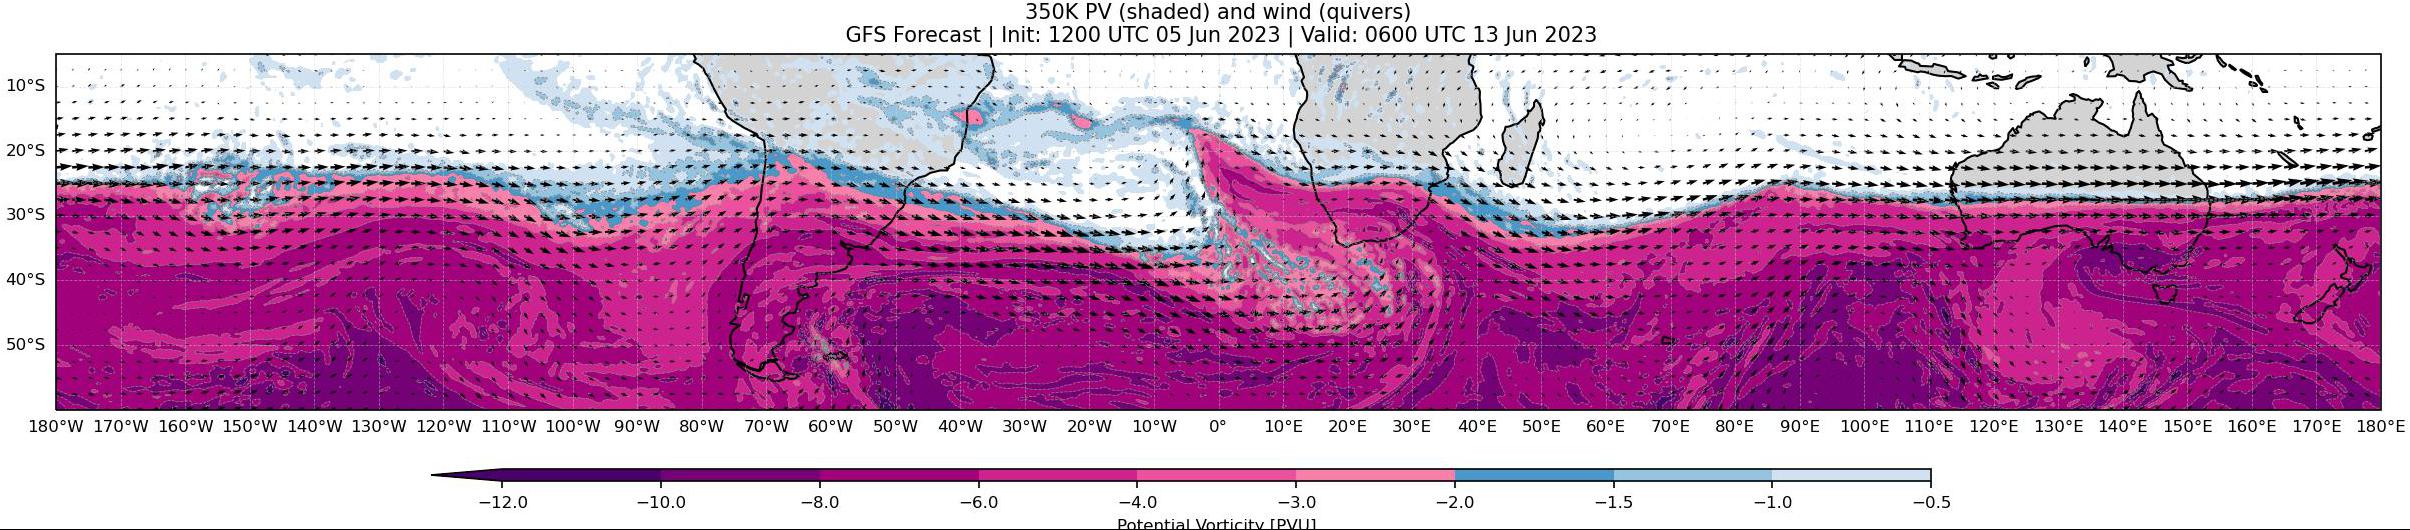 350K PV (shaded) and wind (quivers)
GFS Forecast | Init: 1200 UTC 05 Jun 2023 | Valid: 0600 UTC 13 Jun 2023
10°S
20°S
30°S
40°S
50°S
180°W 170°W 160°W 150°W 140°W 130°W 120°W 110°W 100°W 90°W 80°W 70°W 60°W 50°W 40°W 30°W 20°W 10°W 0° 10°E 20°E 30°E 40°E 50°E 60°E 70°E 80°E 90°E 100°E 110°E 120°E 130°E 140°E 150°E 160°E 170°E 180°E
−12.0 −10.0 −8.0 −6.0 −4.0 −3.0 −2.0 −1.5 −1.0 −0.5
Potential Vorticity [PVU]